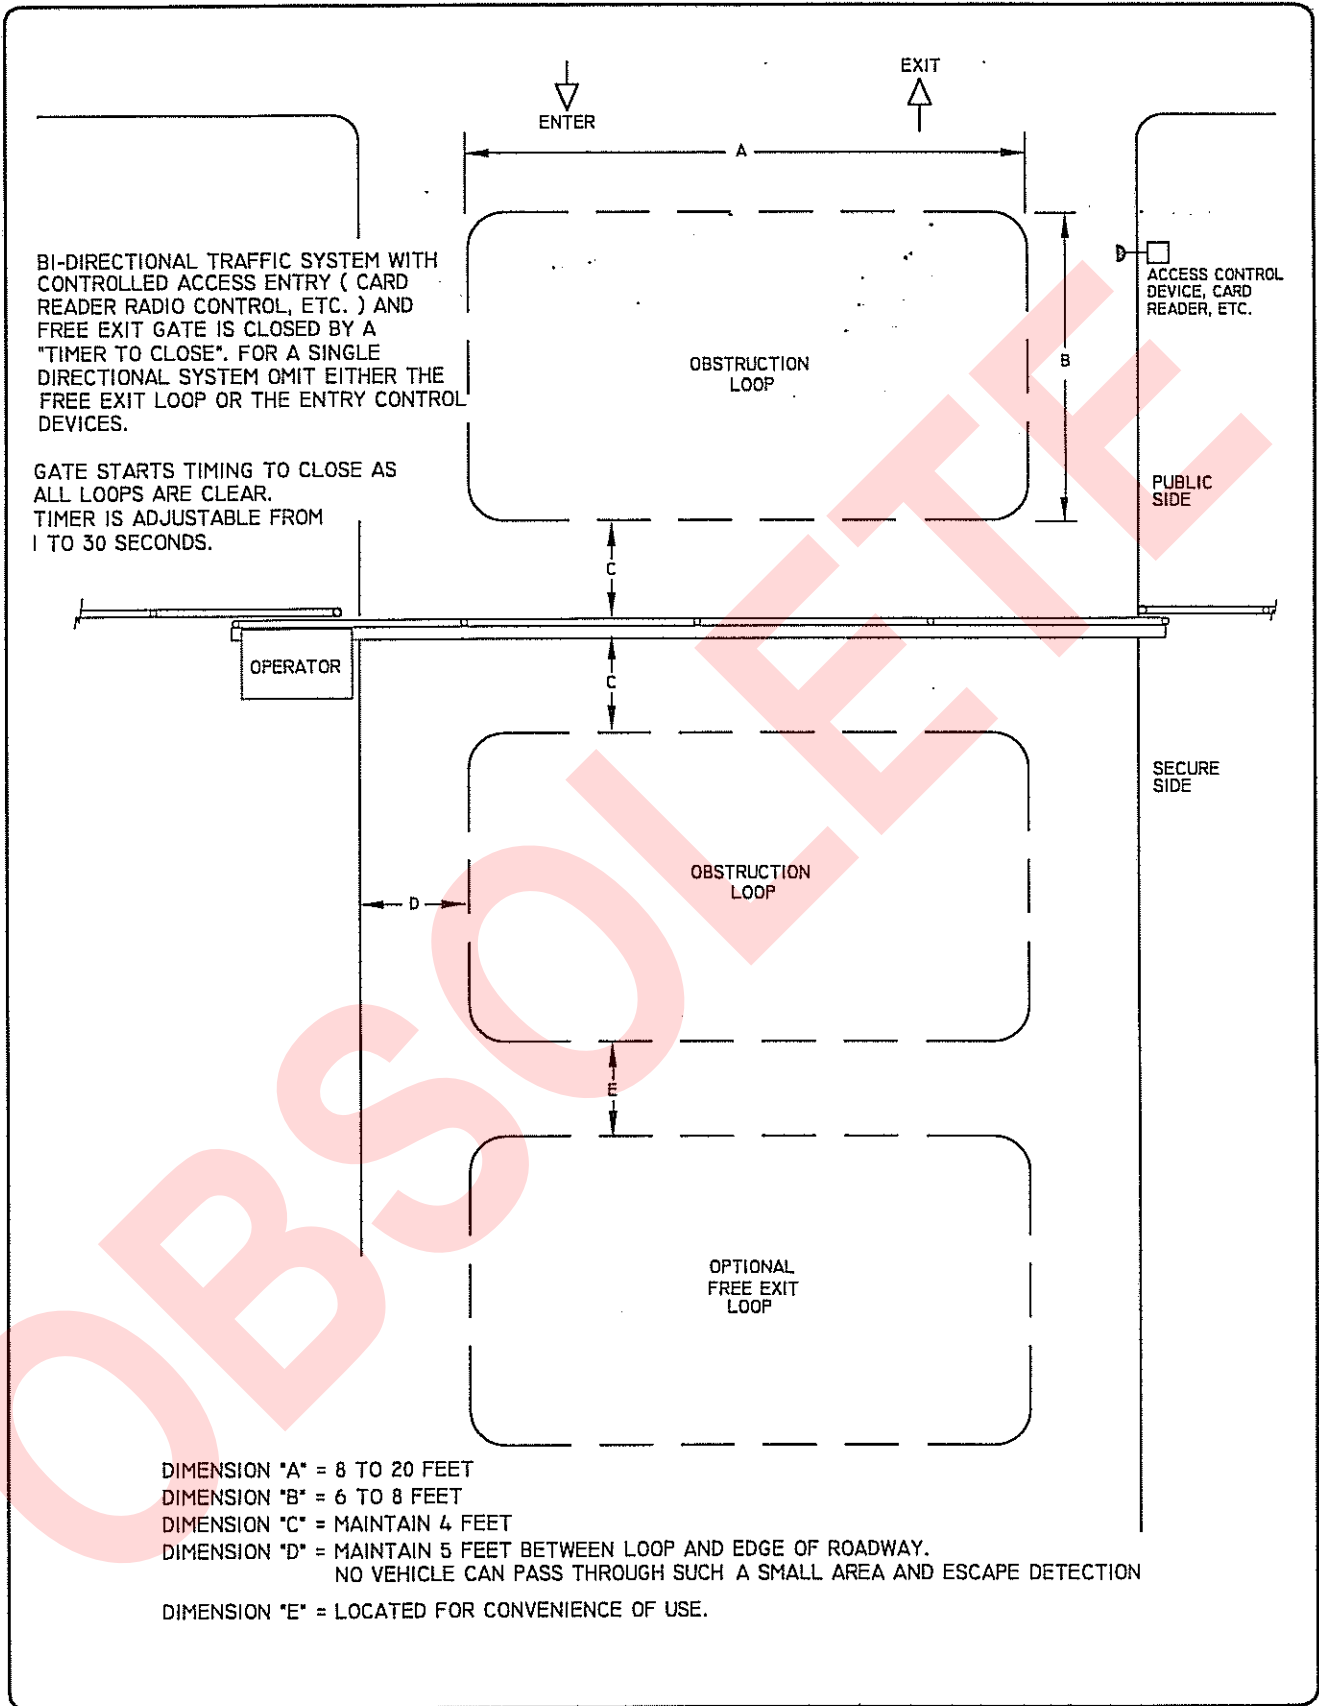 EXIT
ENTER
A
BI-DIRECTIONAL TRAFFIC SYSTEM WITH
CONTROLLED ACCESS ENTRY ( CARD
READER RADIO CONTROL, ETC. ) AND
FREE EXIT GATE IS CLOSED BY A
"TIMER TO CLOSE". FOR A SINGLE
DIRECTIONAL SYSTEM OMIT EITHER THE
FREE EXIT LOOP OR THE ENTRY CONTROL
DEVICES.
GATE STARTS TIMING TO CLOSE AS
ALL LOOPS ARE CLEAR.
TIMER IS ADJUSTABLE FROM
1 TO 30 SECONDS.
OBSTRUCTION
LOOP
B
ACCESS CONTROL
DEVICE, CARD
READER, ETC.
PUBLIC
SIDE
C
OPERATOR
C
SECURE
SIDE
OBSTRUCTION
LOOP
D
E
OPTIONAL
FREE EXIT
LOOP
OBSOLETE
DIMENSION "A" = 8 TO 20 FEET
DIMENSION "B" = 6 TO 8 FEET
DIMENSION "C" = MAINTAIN 4 FEET
DIMENSION "D" = MAINTAIN 5 FEET BETWEEN LOOP AND EDGE OF ROADWAY.
NO VEHICLE CAN PASS THROUGH SUCH A SMALL AREA AND ESCAPE DETECTION
DIMENSION "E" = LOCATED FOR CONVENIENCE OF USE.